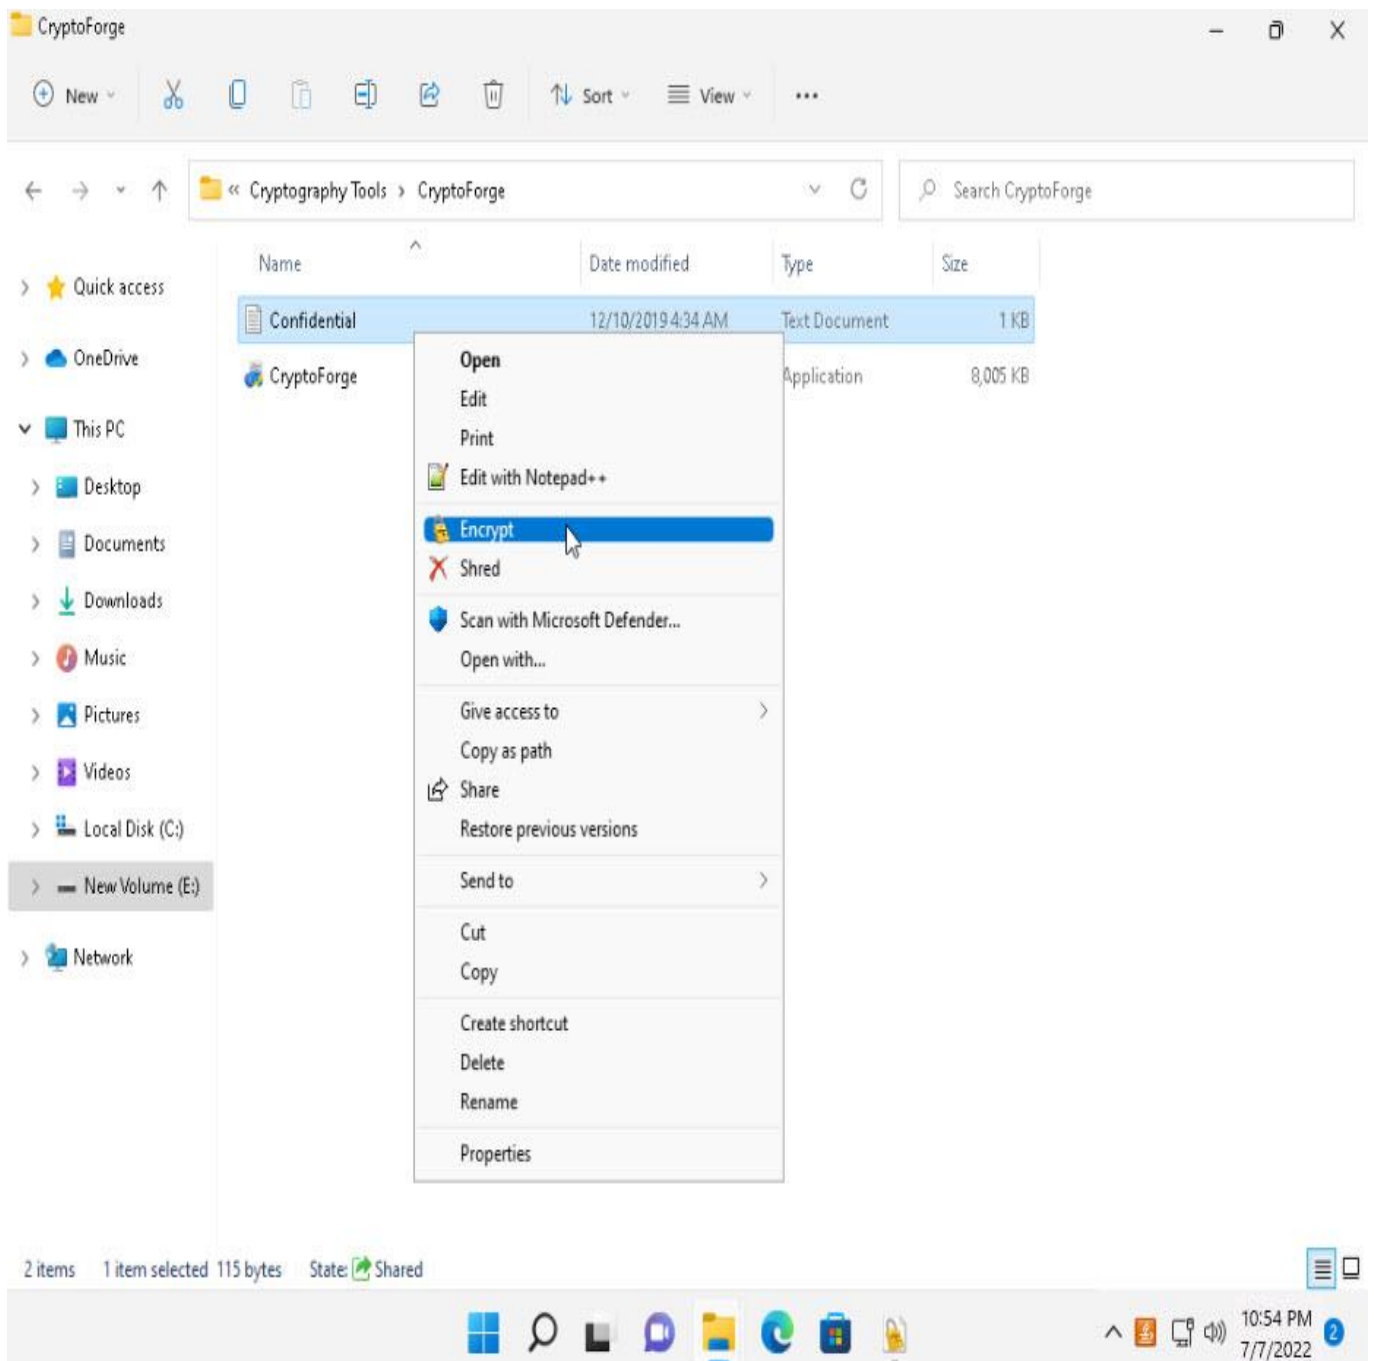 CryptoForge
New Sort View
« Cryptography Tools > CryptoForge Search CryptoForge
Name Date modified Type Size
Quick access
Confidential 12/10/2019 4:34 AM Text Document 1 KB
OneDrive
CryptoForge Application 8,005 KB
This PC
Desktop
Documents
Downloads
Music
Pictures
Videos
Local Disk (C:)
New Volume (E:)
Network
Open
Edit
Print
Edit with Notepad++
Encrypt
Shred
Scan with Microsoft Defender...
Open with...
Give access to
Copy as path
Share
Restore previous versions
Send to
Cut
Copy
Create shortcut
Delete
Rename
Properties
2 items 1 item selected 115 bytes State: Shared
10:54 PM
7/7/2022
2